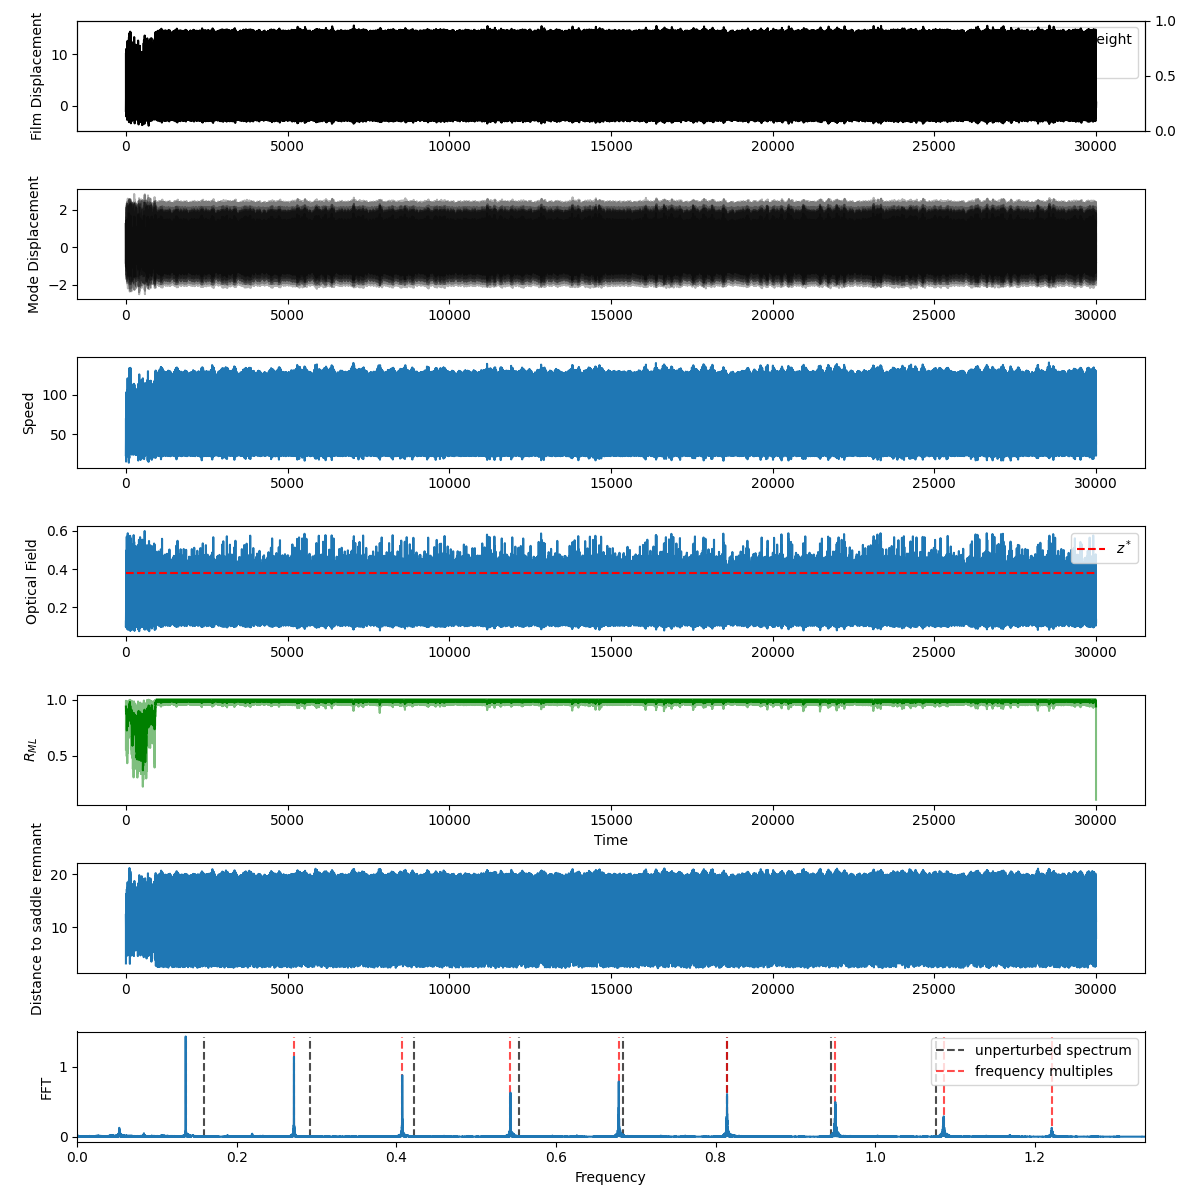 Film Displacement
10
0
eight
1.0
0.5
0.0
0 5000 10000 15000 20000 25000 30000
Mode Displacement
2
0
−2
0 5000 10000 15000 20000 25000 30000
Speed
100
50
0 5000 10000 15000 20000 25000 30000
Optical Field
0.6
0.4
0.2
z*
0 5000 10000 15000 20000 25000 30000
R_ML
1.0
0.5
0 5000 10000 15000 20000 25000 30000
Time
Distance to saddle remnant
20
10
0 5000 10000 15000 20000 25000 30000
FFT
1
0
unperturbed spectrum
frequency multiples
0.0 0.2 0.4 0.6 0.8 1.0 1.2
Frequency